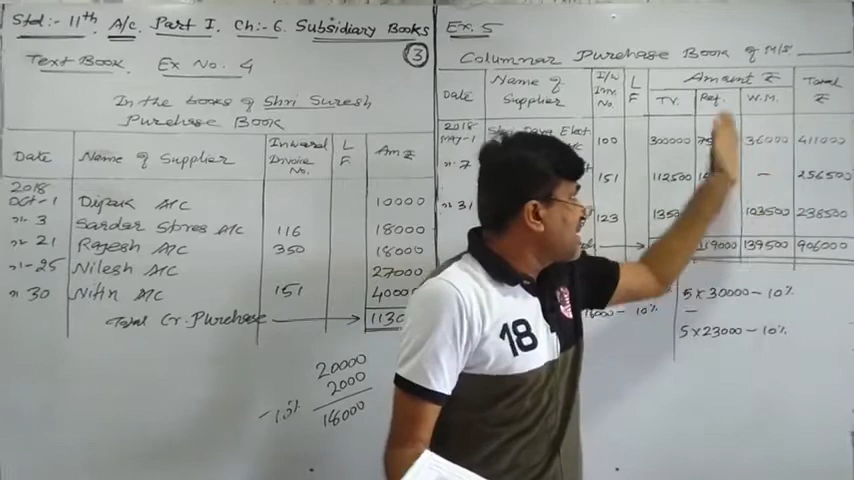 Std:- 11th A/c. Part I. Ch:- 6. Subsidiary Books
Text Book. Ex No. 4
3
In the books of Shri Suresh
Purchase Book
Date Name of Supplier Inward Invoice No. L F Am ₹
2018
Oct-1 Dipak A/C 10000
"- 3 Sardar Stores A/C 116 18000
"- 21 Rajesh A/C 350 18000
"-25 Nilesh A/C 27000
"- 30 Nitin A/C 151 4000
Total Cr. Purchase 113
20000
2000
-10%
18000
Ex. 5
Columnar Purchase Book of M/s
Date Name of Supplier I/W Inv. No. L F Amount ₹ Total ₹
TV. Ref. W.M.
2018
May-1 Elect. 100 300000 36000 411000
"- 7 151 112500 - 256500
"- 31 123 135 103500 238500
139500 906000
10%
5 x 30000 - 10%
-
5 x 23000 - 10%
18